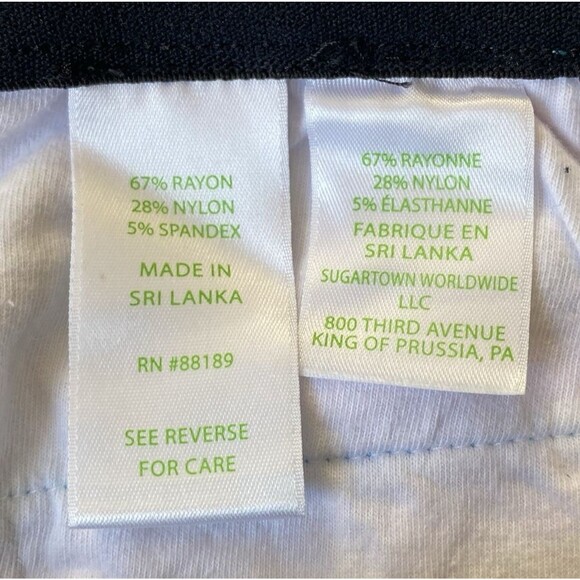 67% RAYON
28% NYLON
5% SPANDEX
MADE IN
SRI LANKA
RN #88189
SEE REVERSE
FOR CARE
67% RAYONNE
28% NYLON
5% ÉLASTHANNE
FABRIQUE EN
SRI LANKA
SUGARTOWN WORLDWIDE
LLC
800 THIRD AVENUE
KING OF PRUSSIA, PA